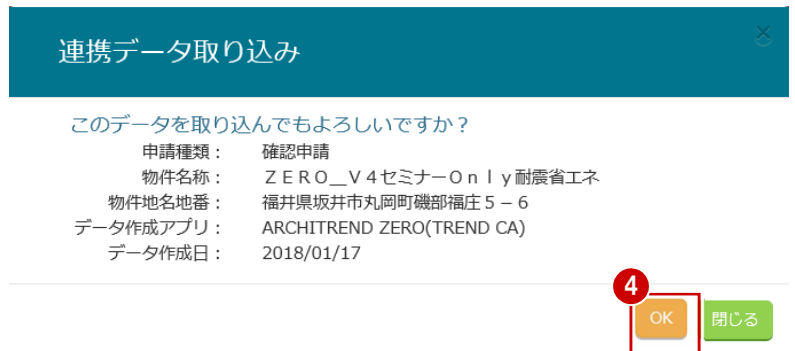 連携データ取り込み
×
このデータを取り込んでもよろしいですか？
申請種類： 確認申請
物件名称： ＺＥＲＯ＿Ｖ４セミナーＯｎｌｙ耐震省エネ
物件地名地番： 福井県坂井市丸岡町磯部福庄５－６
データ作成アプリ： ARCHITREND ZERO(TREND CA)
データ作成日： 2018/01/17
4
OK 閉じる